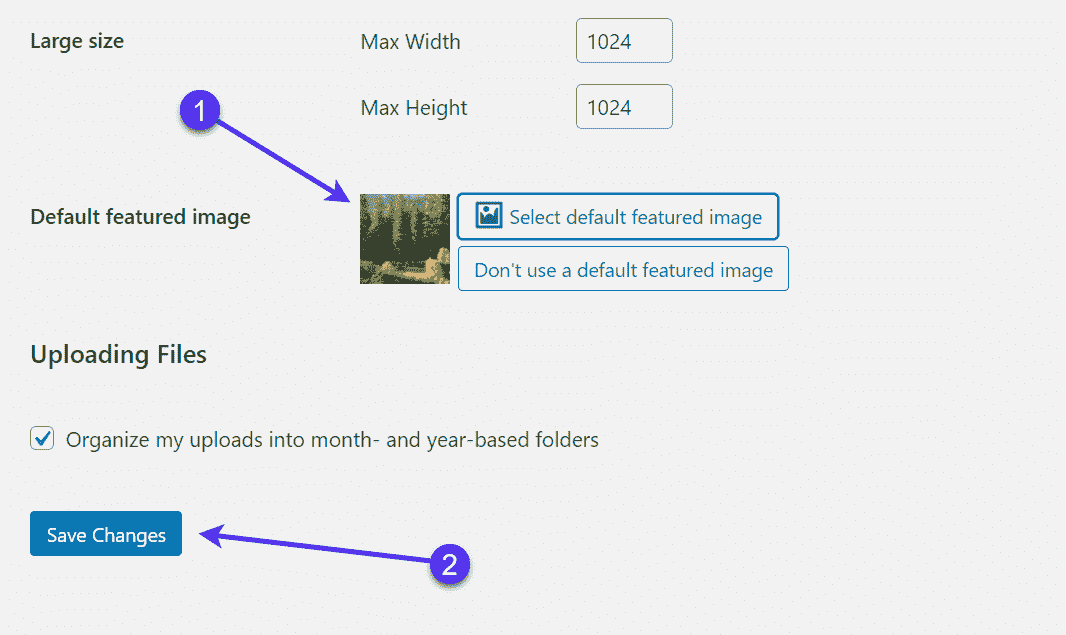 Large size
Max Width
1024
Max Height
1024
1
Default featured image
Select default featured image
Don't use a default featured image
Uploading Files
Organize my uploads into month- and year-based folders
Save Changes
2